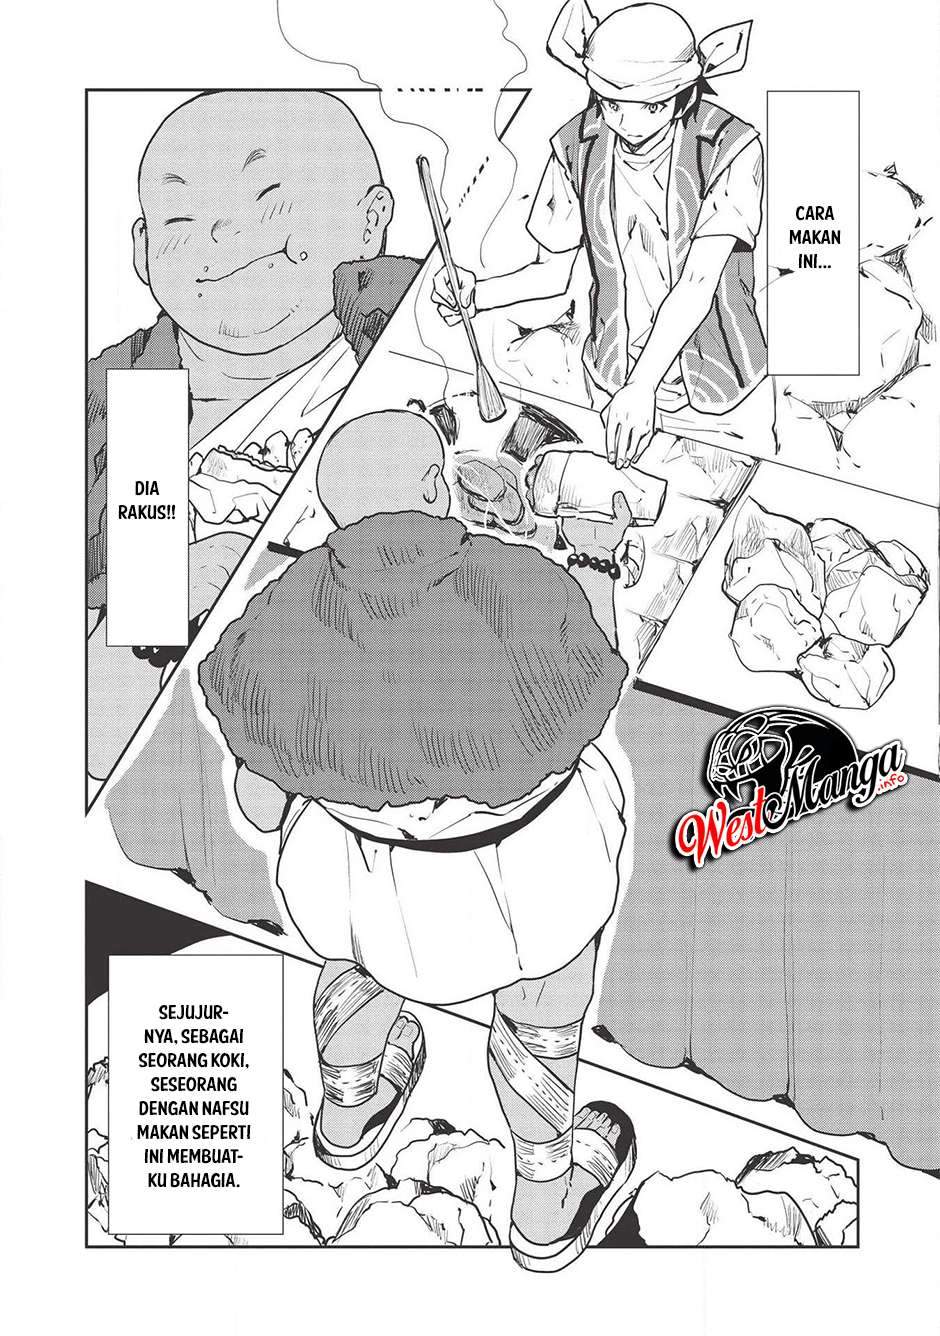 CARA
MAKAN
INI...
DIA
RAKUS!!
WestManga
.info
SEJUJUR-
NYA, SEBAGAI
SEORANG KOKI,
SESEORANG
DENGAN NAFSU
MAKAN SEPERTI
INI MEMBUAT-
KU BAHAGIA.